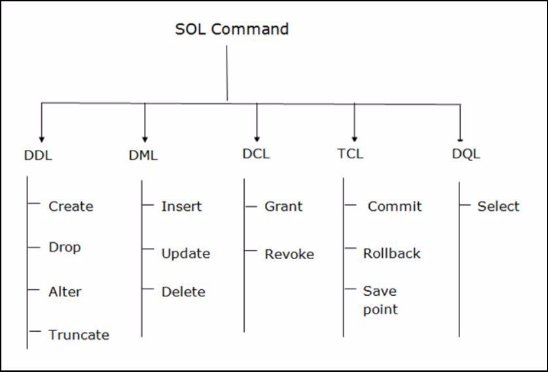 SOL Command
DDL DML DCL TCL DQL
Create Insert Grant Commit Select
Drop Update Revoke Rollback
Alter Delete Save
point
Truncate